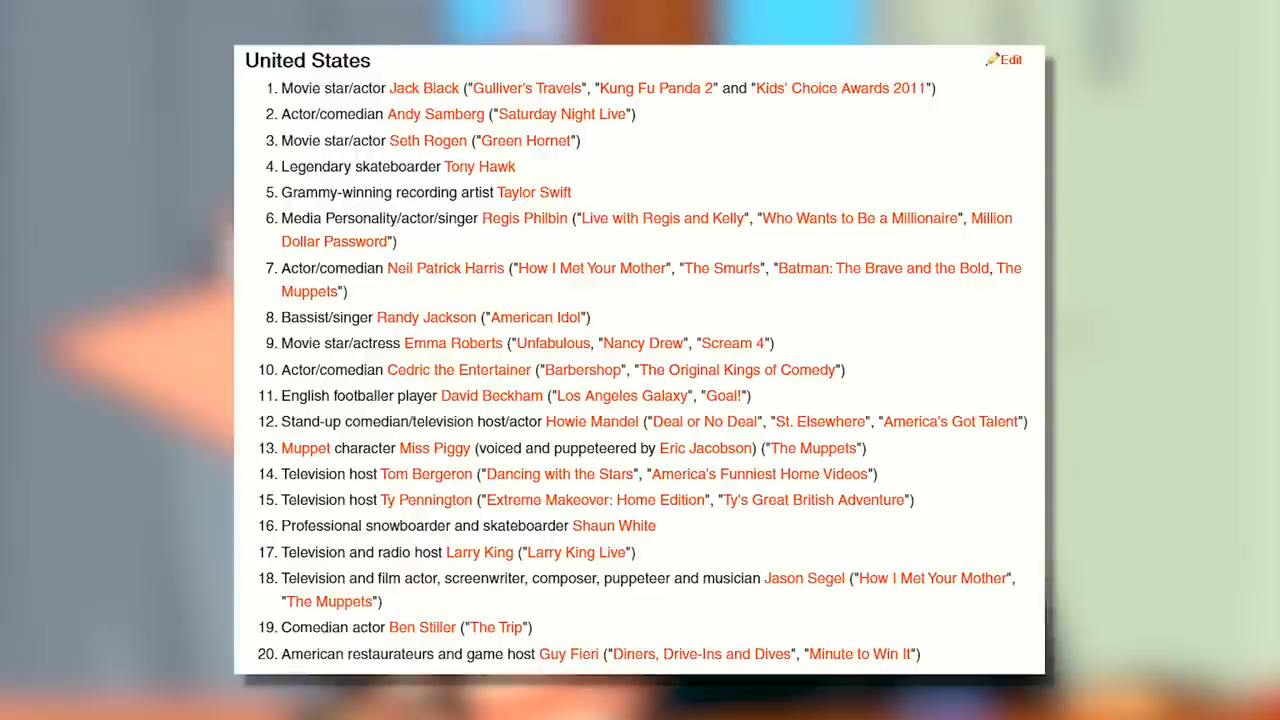 United States
Edit
1. Movie star/actor Jack Black ("Gulliver's Travels", "Kung Fu Panda 2" and "Kids' Choice Awards 2011")
2. Actor/comedian Andy Samberg ("Saturday Night Live")
3. Movie star/actor Seth Rogen ("Green Hornet")
4. Legendary skateboarder Tony Hawk
5. Grammy-winning recording artist Taylor Swift
6. Media Personality/actor/singer Regis Philbin ("Live with Regis and Kelly", "Who Wants to Be a Millionaire", Million
Dollar Password")
7. Actor/comedian Neil Patrick Harris ("How I Met Your Mother", "The Smurfs", "Batman: The Brave and the Bold, The
Muppets")
8. Bassist/singer Randy Jackson ("American Idol")
9. Movie star/actress Emma Roberts ("Unfabulous, "Nancy Drew", "Scream 4")
10. Actor/comedian Cedric the Entertainer ("Barbershop", "The Original Kings of Comedy")
11. English footballer player David Beckham ("Los Angeles Galaxy", "Goal!")
12. Stand-up comedian/television host/actor Howie Mandel ("Deal or No Deal", "St. Elsewhere", "America's Got Talent")
13. Muppet character Miss Piggy (voiced and puppeteered by Eric Jacobson) ("The Muppets")
14. Television host Tom Bergeron ("Dancing with the Stars", "America's Funniest Home Videos")
15. Television host Ty Pennington ("Extreme Makeover: Home Edition", "Ty's Great British Adventure")
16. Professional snowboarder and skateboarder Shaun White
17. Television and radio host Larry King ("Larry King Live")
18. Television and film actor, screenwriter, composer, puppeteer and musician Jason Segel ("How I Met Your Mother",
"The Muppets")
19. Comedian actor Ben Stiller ("The Trip")
20. American restaurateurs and game host Guy Fieri ("Diners, Drive-Ins and Dives", "Minute to Win It")